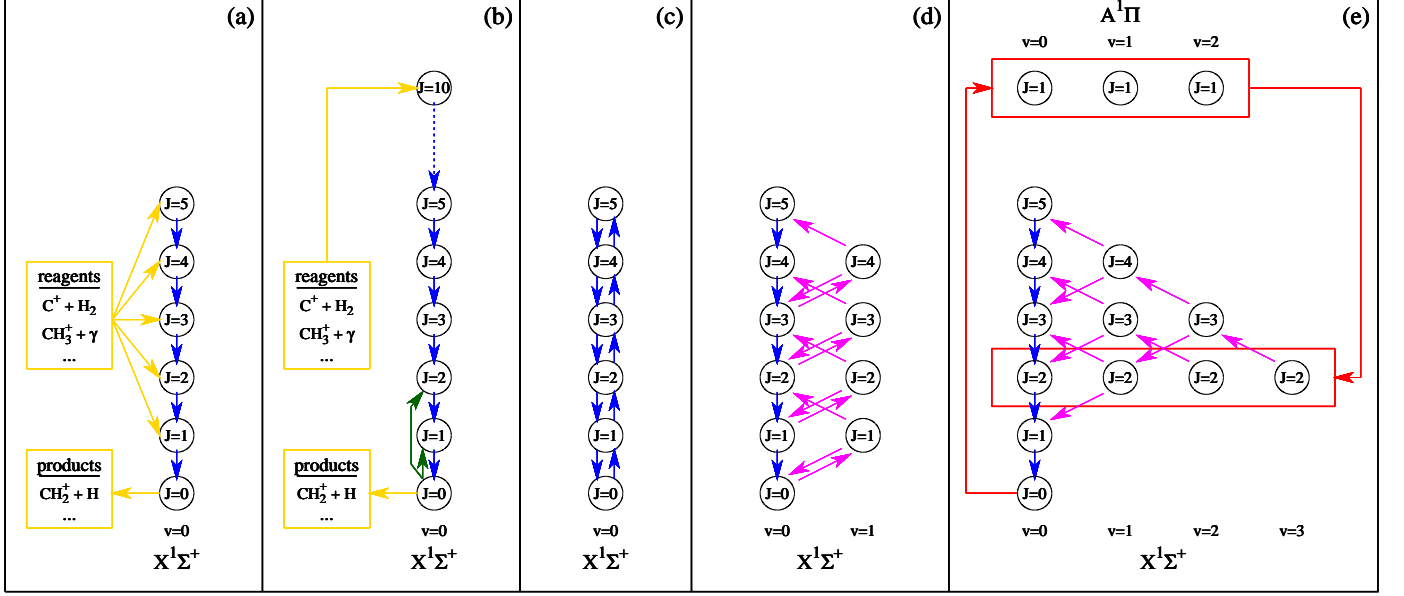 (a)
J=5
J=4
J=3
J=2
J=1
J=0
reagents
C⁺ + H₂
CH₃⁺ + γ
...
products
CH₂⁺ + H
...
v=0
X¹Σ⁺
(b)
J=10
J=5
J=4
J=3
J=2
J=1
J=0
reagents
C⁺ + H₂
CH₃⁺ + γ
...
products
CH₂⁺ + H
...
v=0
X¹Σ⁺
(c)
J=5
J=4
J=3
J=2
J=1
J=0
v=0
X¹Σ⁺
(d)
J=5
J=4 J=4
J=3 J=3
J=2 J=2
J=1 J=1
J=0
v=0 v=1
X¹Σ⁺
(e)
A¹Π
v=0 v=1 v=2
J=1 J=1 J=1
J=5
J=4 J=4
J=3 J=3 J=3
J=2 J=2 J=2 J=2
J=1
J=0
v=0 v=1 v=2 v=3
X¹Σ⁺